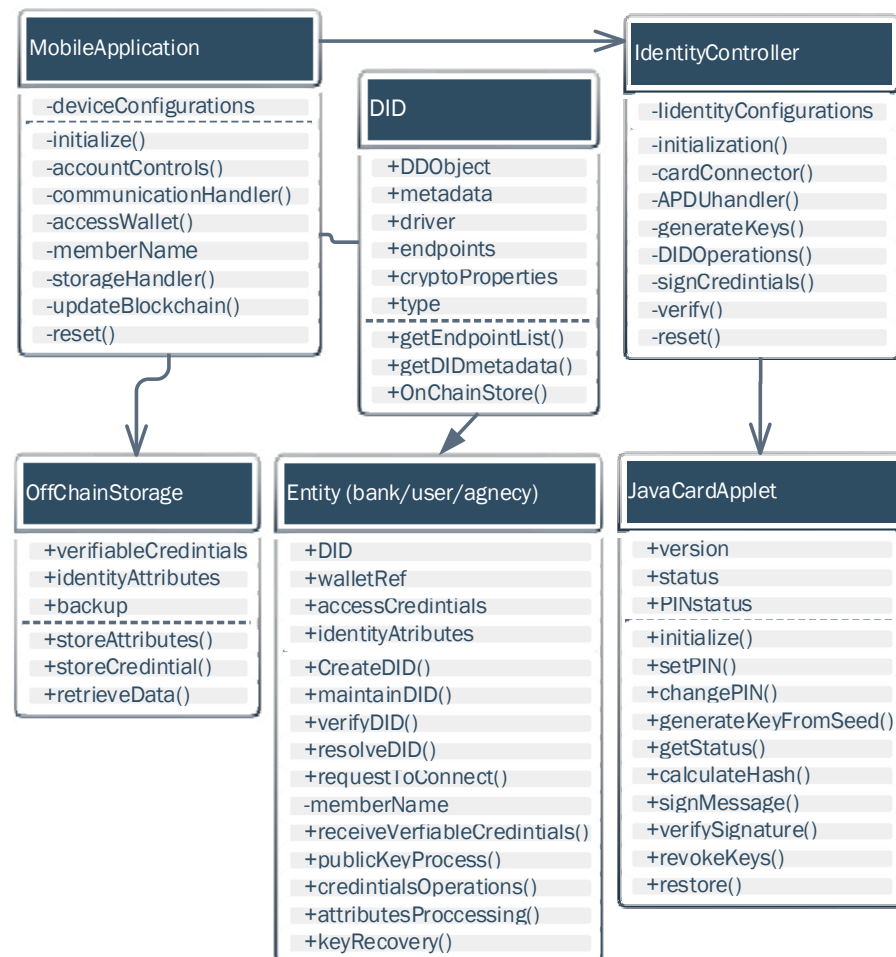 MobileApplication
-deviceConfigurations
-initialize()
-accountControls()
-communicationHandler()
-accessWallet()
-memberName
-storageHandler()
-updateBlockchain()
-reset()
DID
+DDObject
+metadata
+driver
+endpoints
+cryptoProperties
+type
+getEndpointList()
+getDIDmetadata()
+OnChainStore()
IdentityController
-IidentityConfigurations
-initialization()
-cardConnector()
-APDUhandler()
-generateKeys()
-DIDOperations()
-signCredintials()
-verify()
-reset()
OffChainStorage
+verifiableCredintials
+identityAttributes
+backup
+storeAttributes()
+storeCredintial()
+retrieveData()
Entity (bank/user/agnecy)
+DID
+walletRef
+accessCredintials
+identityAtributes
+CreateDID()
+maintainDID()
+verifyDID()
+resolveDID()
+requestToConnect()
-memberName
+receiveVerfiableCredintials()
+publicKeyProcess()
+credintialsOperations()
+attributesProccessing()
+keyRecovery()
JavaCardApplet
+version
+status
+PINstatus
+initialize()
+setPIN()
+changePIN()
+generateKeyFromSeed()
+getStatus()
+calculateHash()
+signMessage()
+verifySignature()
+revokeKeys()
+restore()